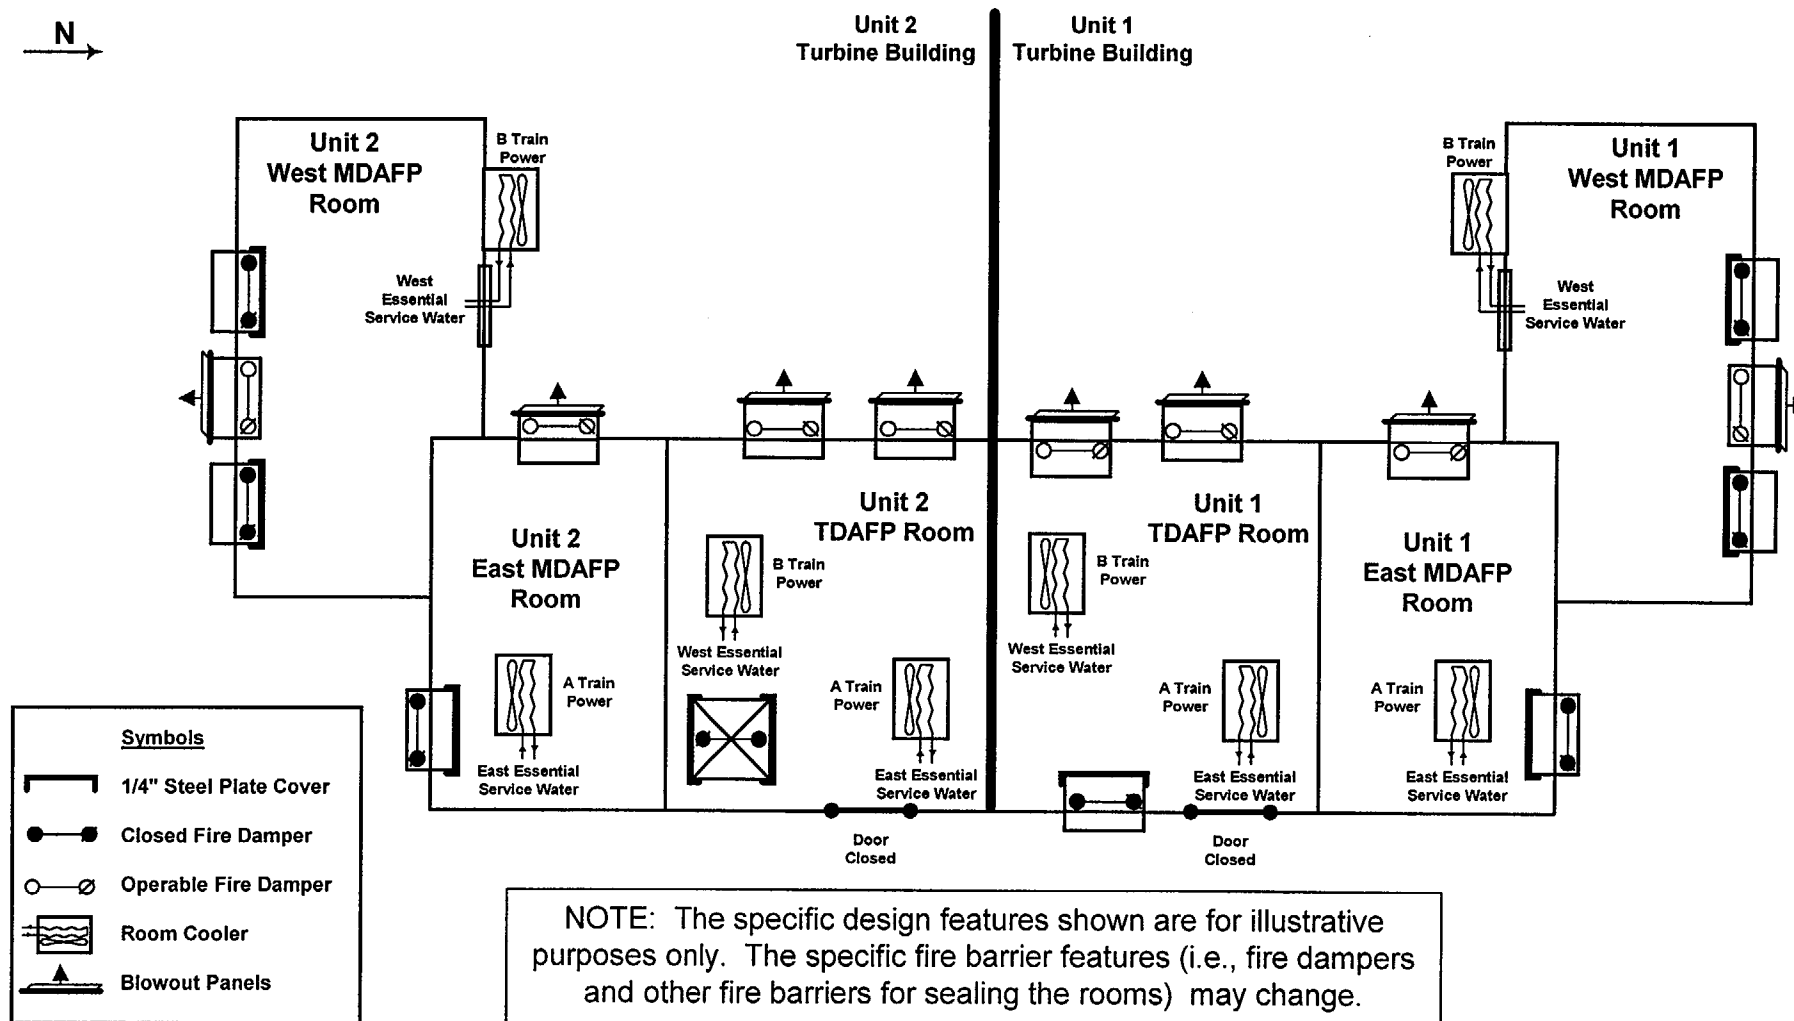 N
Unit 2
Turbine Building
Unit 1
Turbine Building
Unit 2
West MDAFP
Room
B Train
Power
West
Essential
Service Water
B Train
Power
Unit 1
West MDAFP
Room
West
Essential
Service Water
Unit 2
East MDAFP
Room
A Train
Power
East Essential
Service Water
Unit 2
TDAFP Room
B Train
Power
West Essential
Service Water
A Train
Power
East Essential
Service Water
Door
Closed
Unit 1
TDAFP Room
B Train
Power
West Essential
Service Water
A Train
Power
East Essential
Service Water
Door
Closed
Unit 1
East MDAFP
Room
A Train
Power
East Essential
Service Water
Symbols
1/4" Steel Plate Cover
Closed Fire Damper
Operable Fire Damper
Room Cooler
Blowout Panels
NOTE: The specific design features shown are for illustrative
purposes only. The specific fire barrier features (i.e., fire dampers
and other fire barriers for sealing the rooms) may change.